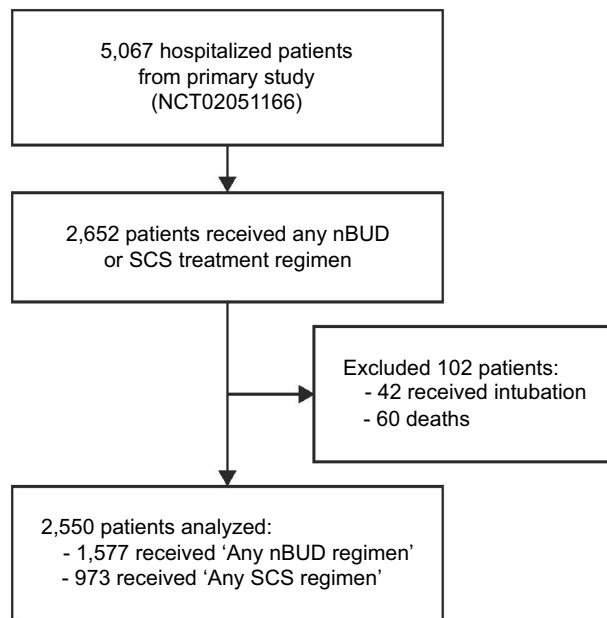 5,067 hospitalized patients
from primary study
(NCT02051166)
2,652 patients received any nBUD
or SCS treatment regimen
Excluded 102 patients:
- 42 received intubation
- 60 deaths
2,550 patients analyzed:
- 1,577 received ‘Any nBUD regimen’
- 973 received ‘Any SCS regimen’